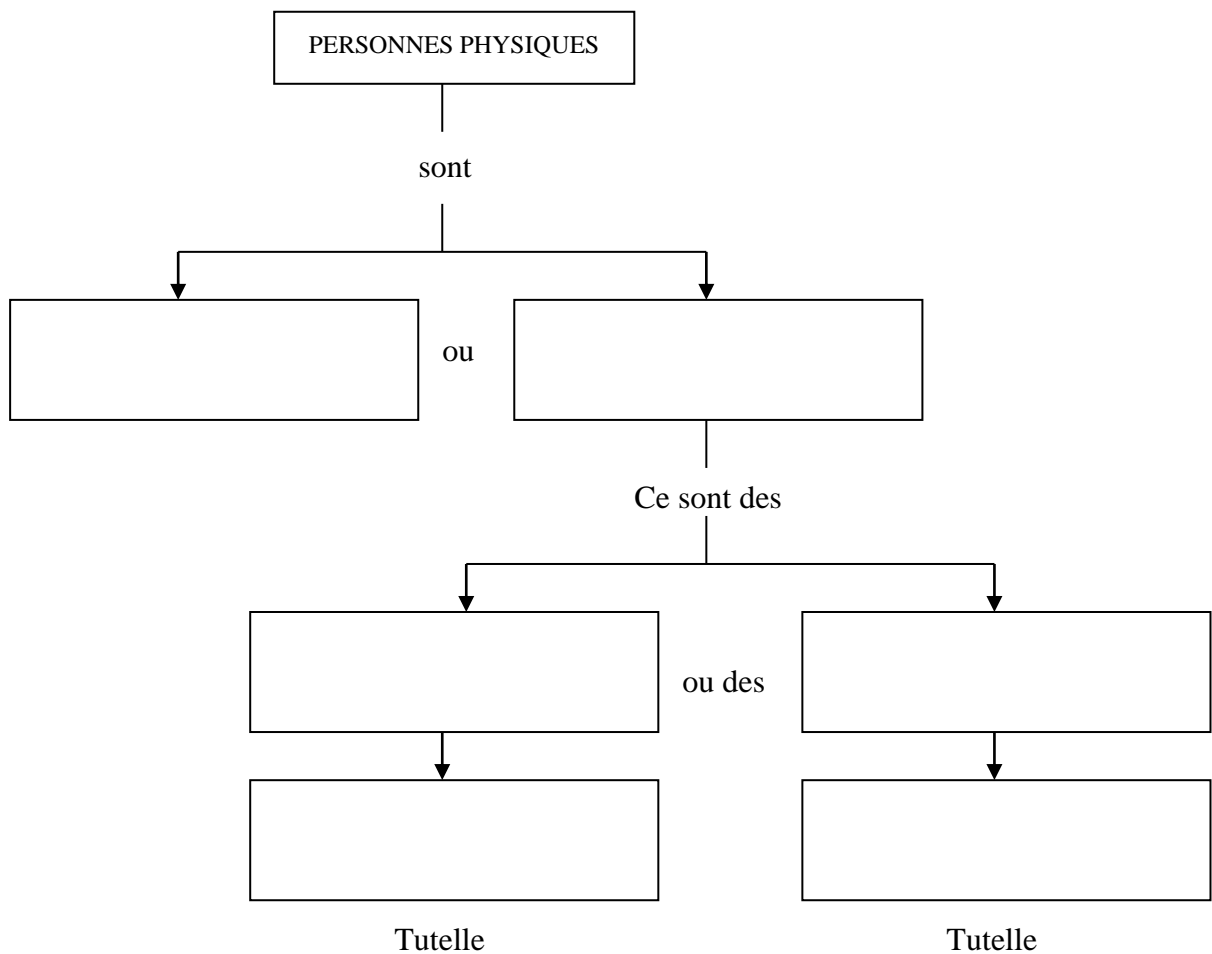 PERSONNES PHYSIQUES
sont
ou
Ce sont des
ou des
Tutelle
Tutelle